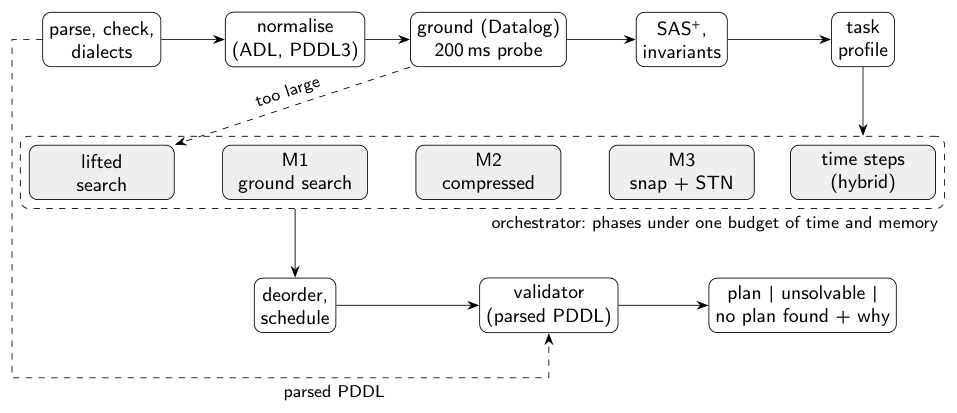 parse, check,
dialects
normalise
(ADL, PDDL3)
ground (Datalog)
200 ms probe
SAS⁺,
invariants
task
profile
too large
lifted
search
M1
ground search
M2
compressed
M3
snap + STN
time steps
(hybrid)
orchestrator: phases under one budget of time and memory
deorder,
schedule
validator
(parsed PDDL)
plan | unsolvable |
no plan found + why
parsed PDDL